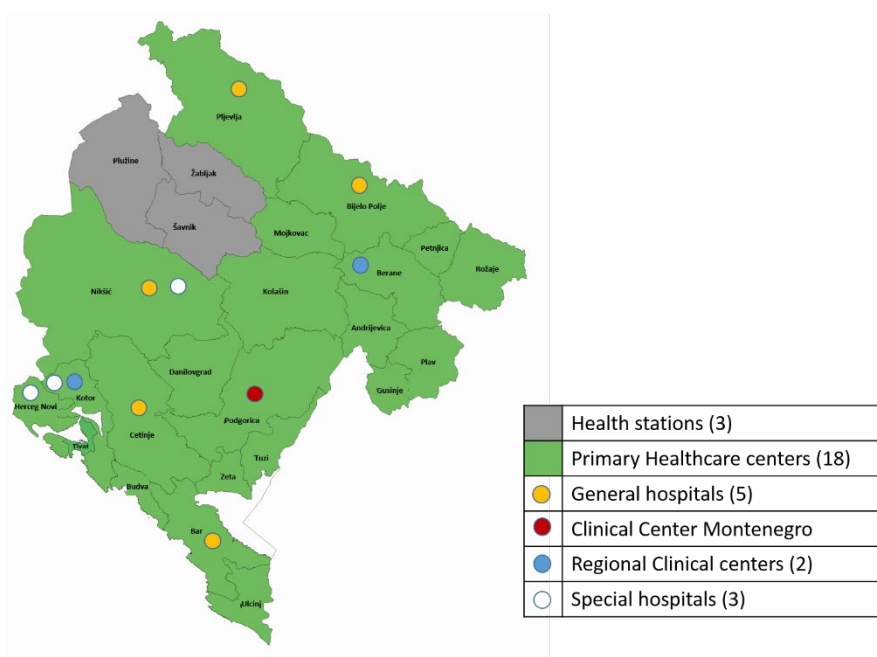 Pljevlja
Plužine
Žabljak
Šavnik
Bijelo Polje
Mojkovac
Petnjica
Rožaje
Berane
Nikšić
Kolašin
Andrijevica
Plav
Gusinje
Danilovgrad
Podgorica
Kotor
Herceg Novi
Cetinje
Tivat
Tuzi
Zeta
Budva
Bar
Ulcinj
Health stations (3)
Primary Healthcare centers (18)
General hospitals (5)
Clinical Center Montenegro
Regional Clinical centers (2)
Special hospitals (3)